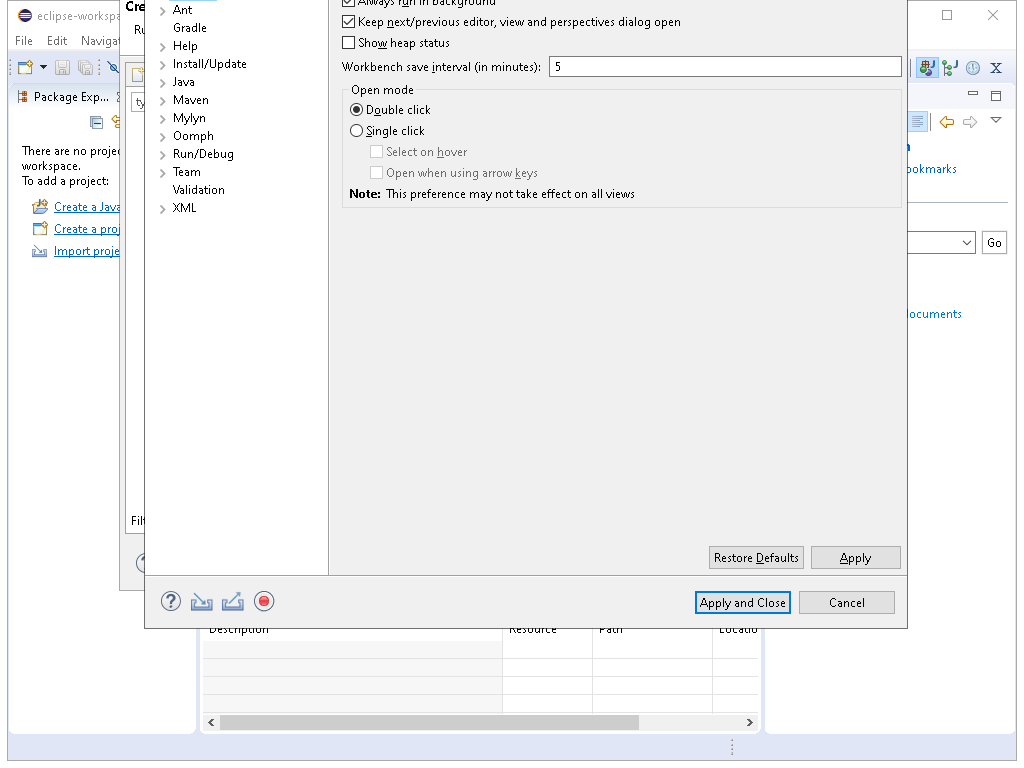 eclipse-workspa
Cre
File Edit Navigat
Ru
Package Exp...
ty
There are no projec
workspace.
To add a project:
Create a Java
Create a proj
Import proje
Filt
Ant
Gradle
Help
Install/Update
Java
Maven
Mylyn
Oomph
Run/Debug
Team
Validation
XML
Always run in background
Keep next/previous editor, view and perspectives dialog open
Show heap status
Workbench save interval (in minutes): 5
Open mode
Double click
Single click
Select on hover
Open when using arrow keys
Note: This preference may not take effect on all views
Restore Defaults Apply
Apply and Close Cancel
ookmarks
Go
ocuments
Description Resource Path Locatio